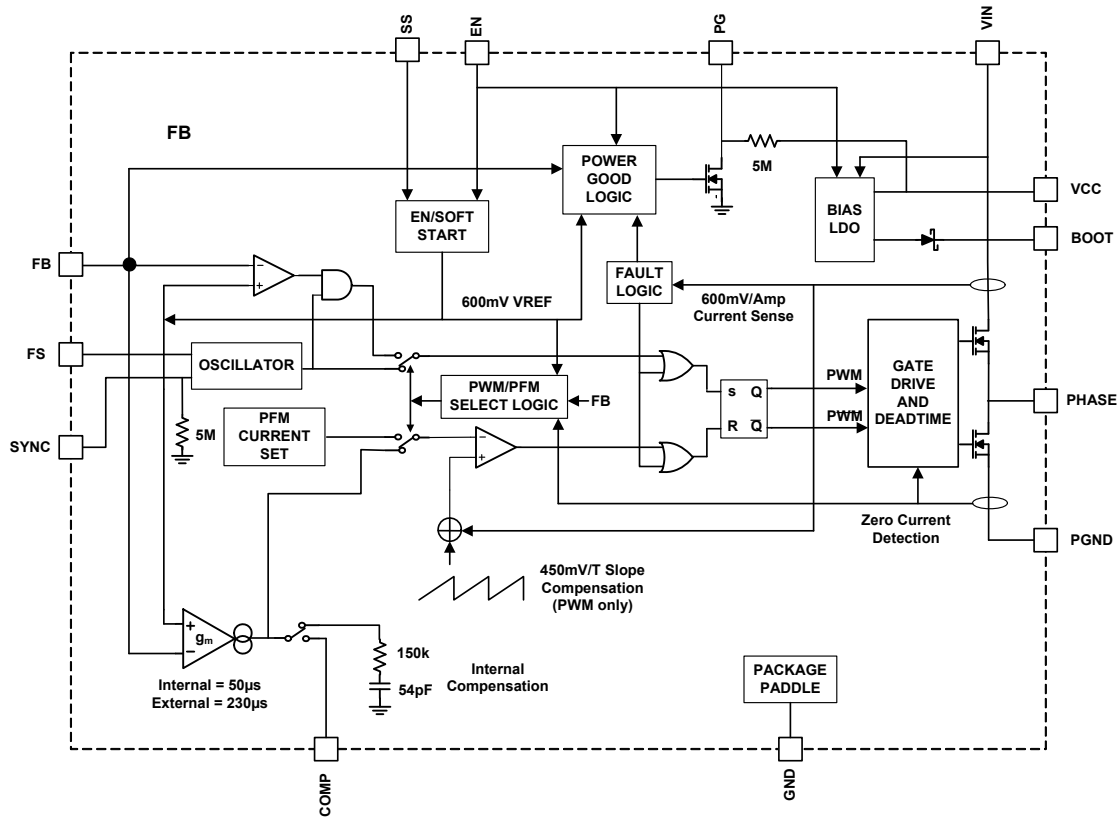 SS
EN
PG
VIN
FB
POWER
GOOD
LOGIC
5M
BIAS
LDO
VCC
BOOT
EN/SOFT
START
FB
FAULT
LOGIC
600mV VREF
600mV/Amp
Current Sense
FS
OSCILLATOR
PWM/PFM
SELECT LOGIC
FB
S Q
R Q
PWM
PWM
GATE
DRIVE
AND
DEADTIME
PHASE
SYNC
5M
PFM
CURRENT
SET
Zero Current
Detection
PGND
450mV/T Slope
Compensation
(PWM only)
gm
150k
54pF
Internal
Compensation
Internal = 50µs
External = 230µs
PACKAGE
PADDLE
COMP
GND
− + − + + −